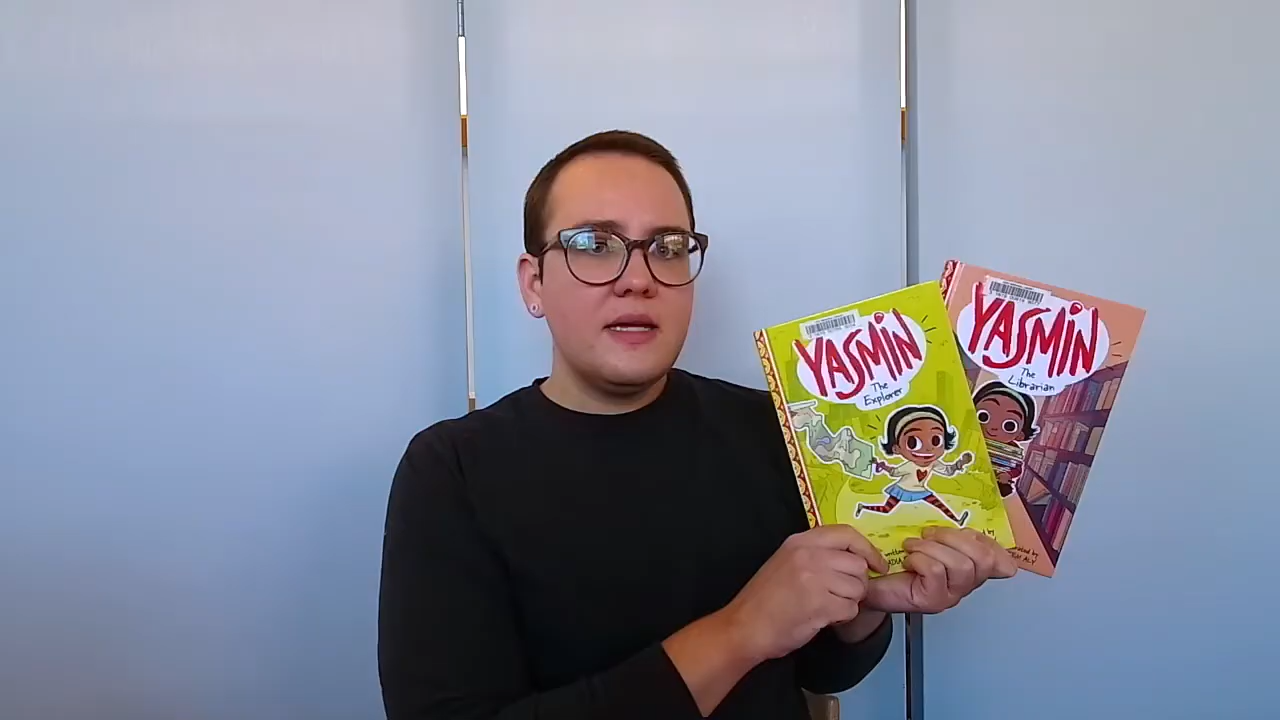 YASMIN
The
Explorer
YASMIN
The
Librarian